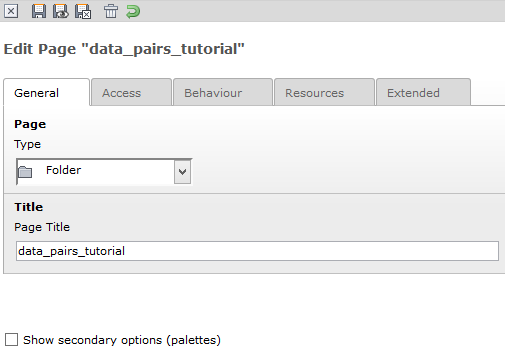 Edit Page "data_pairs_tutorial"
General Access Behaviour Resources Extended
Page
Type
Folder
Title
Page Title
data_pairs_tutorial
Show secondary options (palettes)